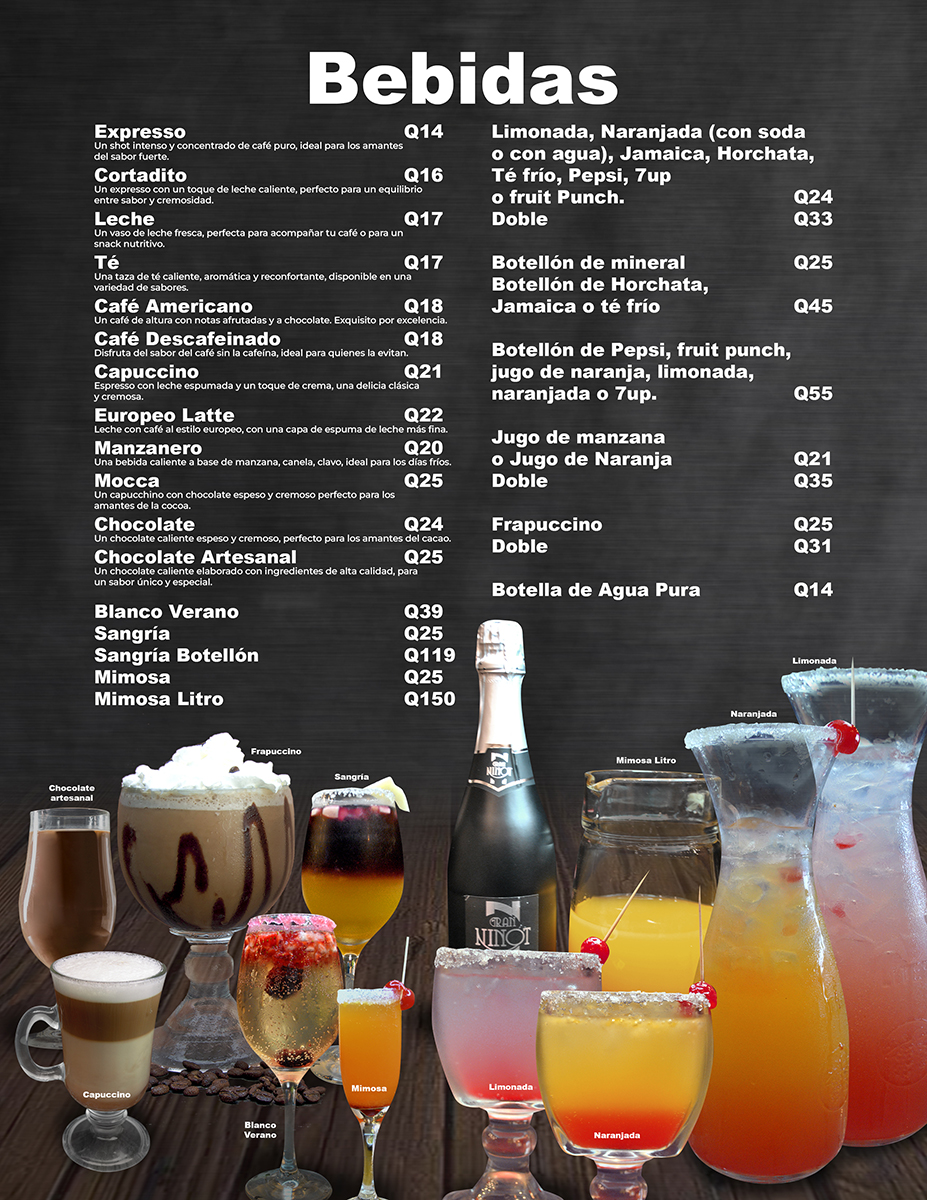 Bebidas
Expresso Q14
Un shot intenso y concentrado de café puro, ideal para los amantes
del sabor fuerte.
Cortadito Q16
Un expresso con un toque de leche caliente, perfecto para un equilibrio
entre sabor y cremosidad.
Leche Q17
Un vaso de leche fresca, perfecta para acompañar tu café o para un
snack nutritivo.
Té Q17
Una taza de té caliente, aromática y reconfortante, disponible en una
variedad de sabores.
Café Americano Q18
Un café de altura con notas afrutadas y a chocolate. Exquisito por excelencia.
Café Descafeinado Q18
Disfruta del sabor del café sin la cafeína, ideal para quienes la evitan.
Capuccino Q21
Espresso con leche espumada y un toque de crema, una delicia clásica
y cremosa.
Europeo Latte Q22
Leche con café al estilo europeo, con una capa de espuma de leche más fina.
Manzanero Q20
Una bebida caliente a base de manzana, canela, clavo, ideal para los días fríos.
Mocca Q25
Un capucchino con chocolate espeso y cremoso perfecto para los
amantes de la cocoa.
Chocolate Q24
Un chocolate caliente espeso y cremoso, perfecto para los amantes del cacao.
Chocolate Artesanal Q25
Un chocolate caliente elaborado con ingredientes de alta calidad, para
un sabor único y especial.
Blanco Verano Q39
Sangría Q25
Sangría Botellón Q119
Mimosa Q25
Mimosa Litro Q150
Limonada, Naranjada (con soda
o con agua), Jamaica, Horchata,
Té frío, Pepsi, 7up
o fruit Punch. Q24
Doble Q33
Botellón de mineral Q25
Botellón de Horchata,
Jamaica o té frío Q45
Botellón de Pepsi, fruit punch,
jugo de naranja, limonada,
naranjada o 7up. Q55
Jugo de manzana
o Jugo de Naranja Q21
Doble Q35
Frapuccino Q25
Doble Q31
Botella de Agua Pura Q14
Limonada
Naranjada
Frapuccino
Mimosa Litro
Sangría
Chocolate
artesanal
GRAN
NINOT
N
GRAN
NINOT
Capuccino
Mimosa
Limonada
Blanco
Verano
Naranjada